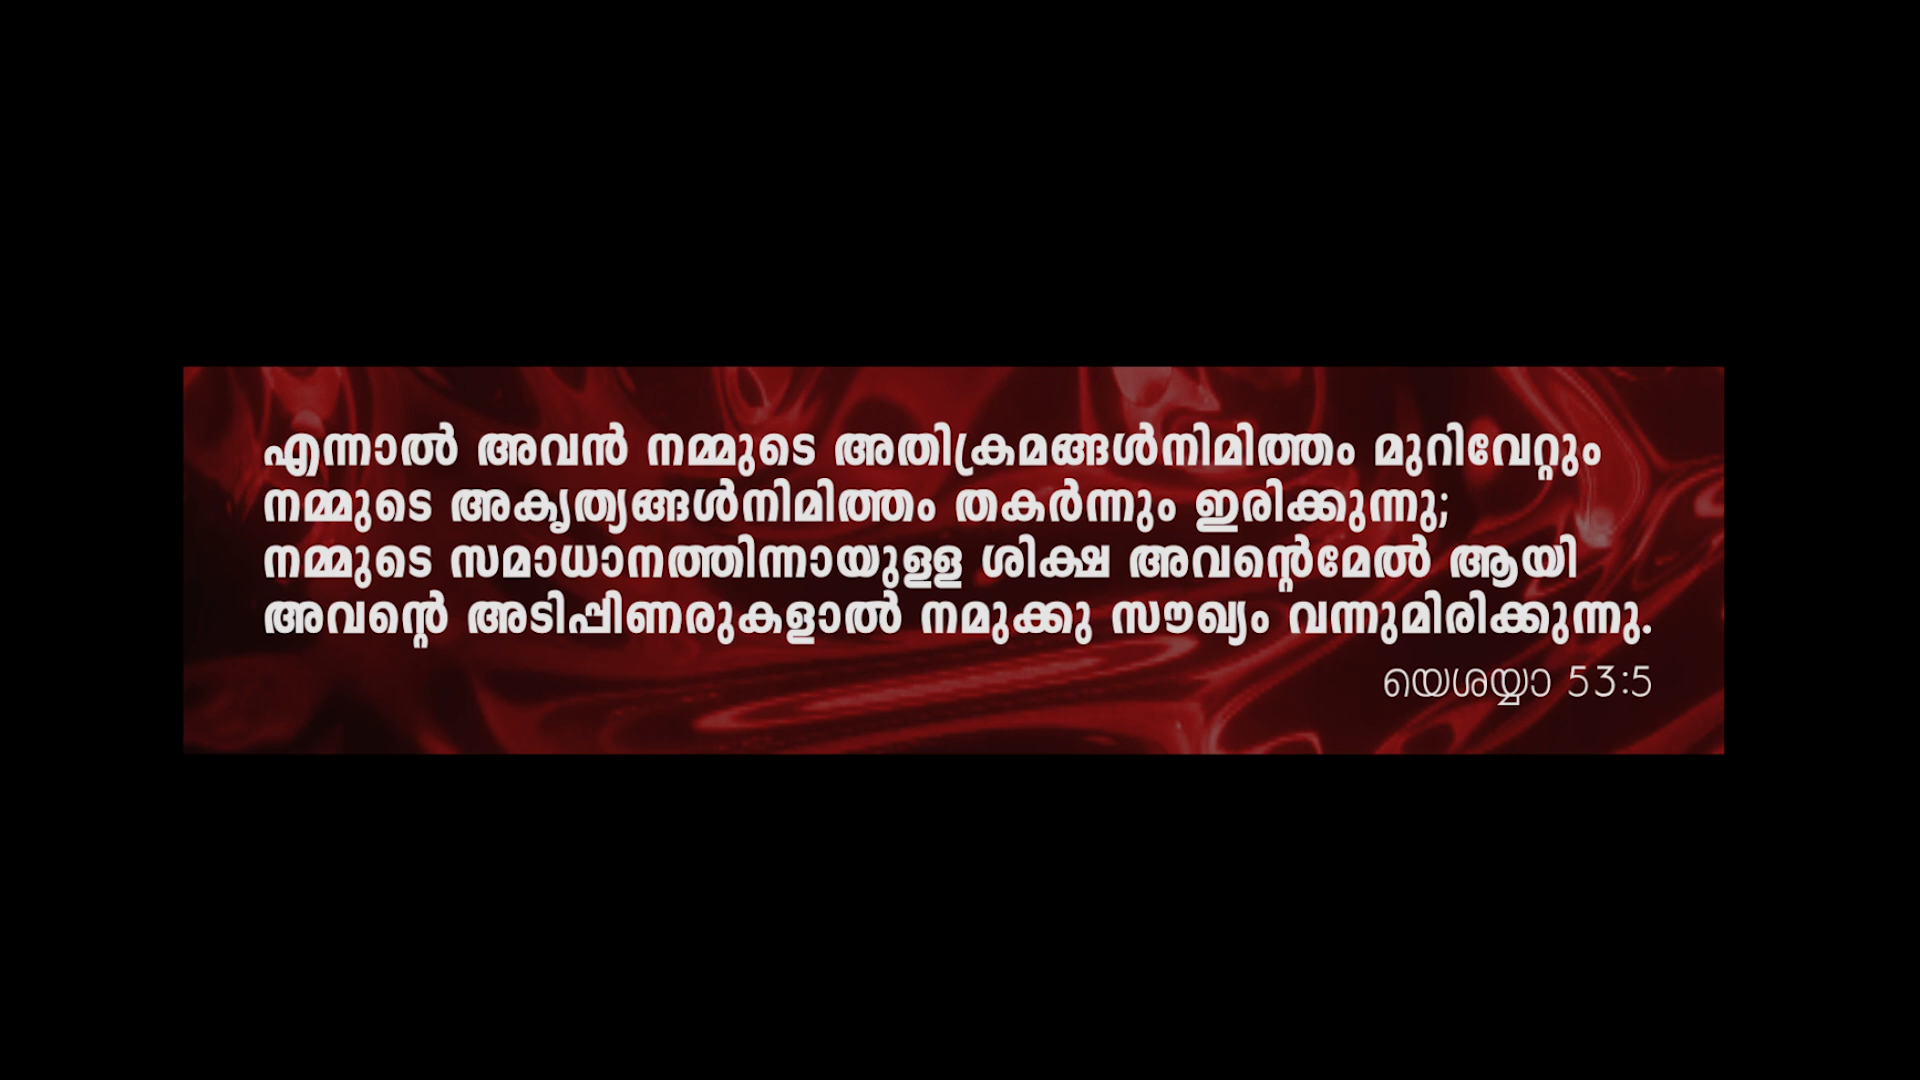 എന്നാൽ അവൻ നമ്മുടെ അതിക്രമങ്ങൾനിമിത്തം മുറിവേറ്റും
നമ്മുടെ അകൃത്യങ്ങൾനിമിത്തം തകർന്നും ഇരിക്കുന്നു;
നമ്മുടെ സമാധാനത്തിന്നായുള്ള ശിക്ഷ അവന്റെമേൽ ആയി
അവന്റെ അടിപ്പിണരുകളാൽ നമുക്കു സൗഖ്യം വന്നുമിരിക്കുന്നു.
യെശയ്യാ 53:5